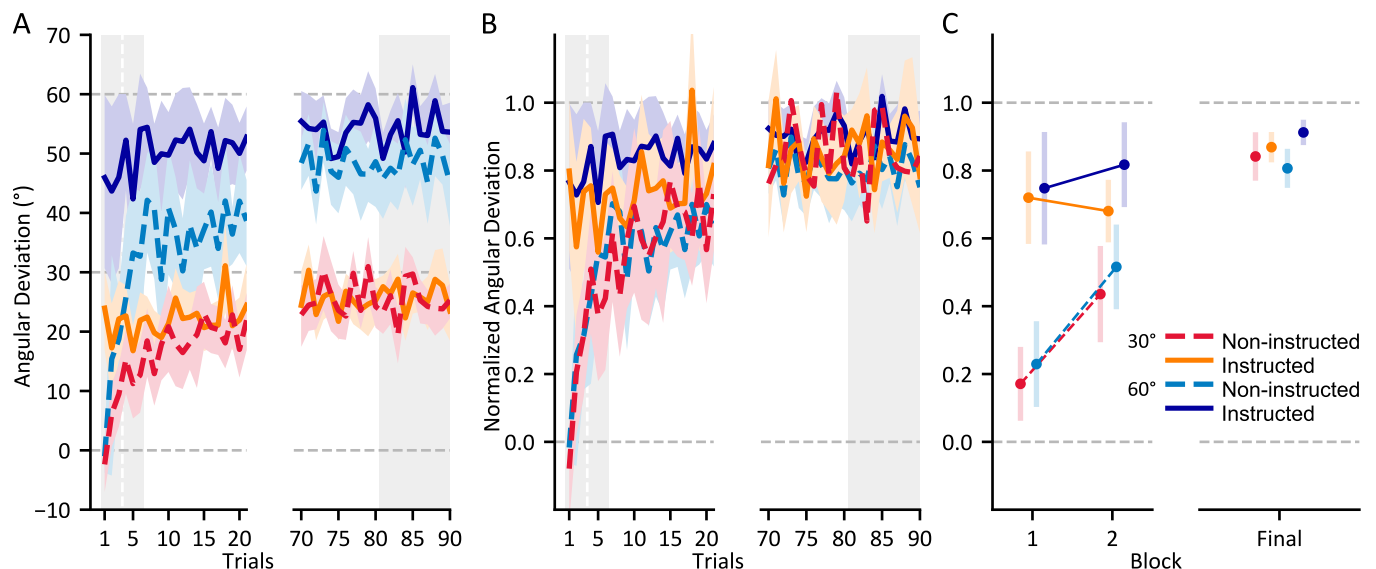 A
Angular Deviation (°)
70
60
50
40
30
20
10
0
−10
1 5 10 15 20 70 75 80 85 90
Trials
B
Normalized Angular Deviation
1.0
0.8
0.6
0.4
0.2
0.0
1 5 10 15 20 70 75 80 85 90
Trials
C
1.0
0.8
0.6
0.4
0.2
0.0
30° Non-instructed
Instructed
60° Non-instructed
Instructed
1 2 Final
Block